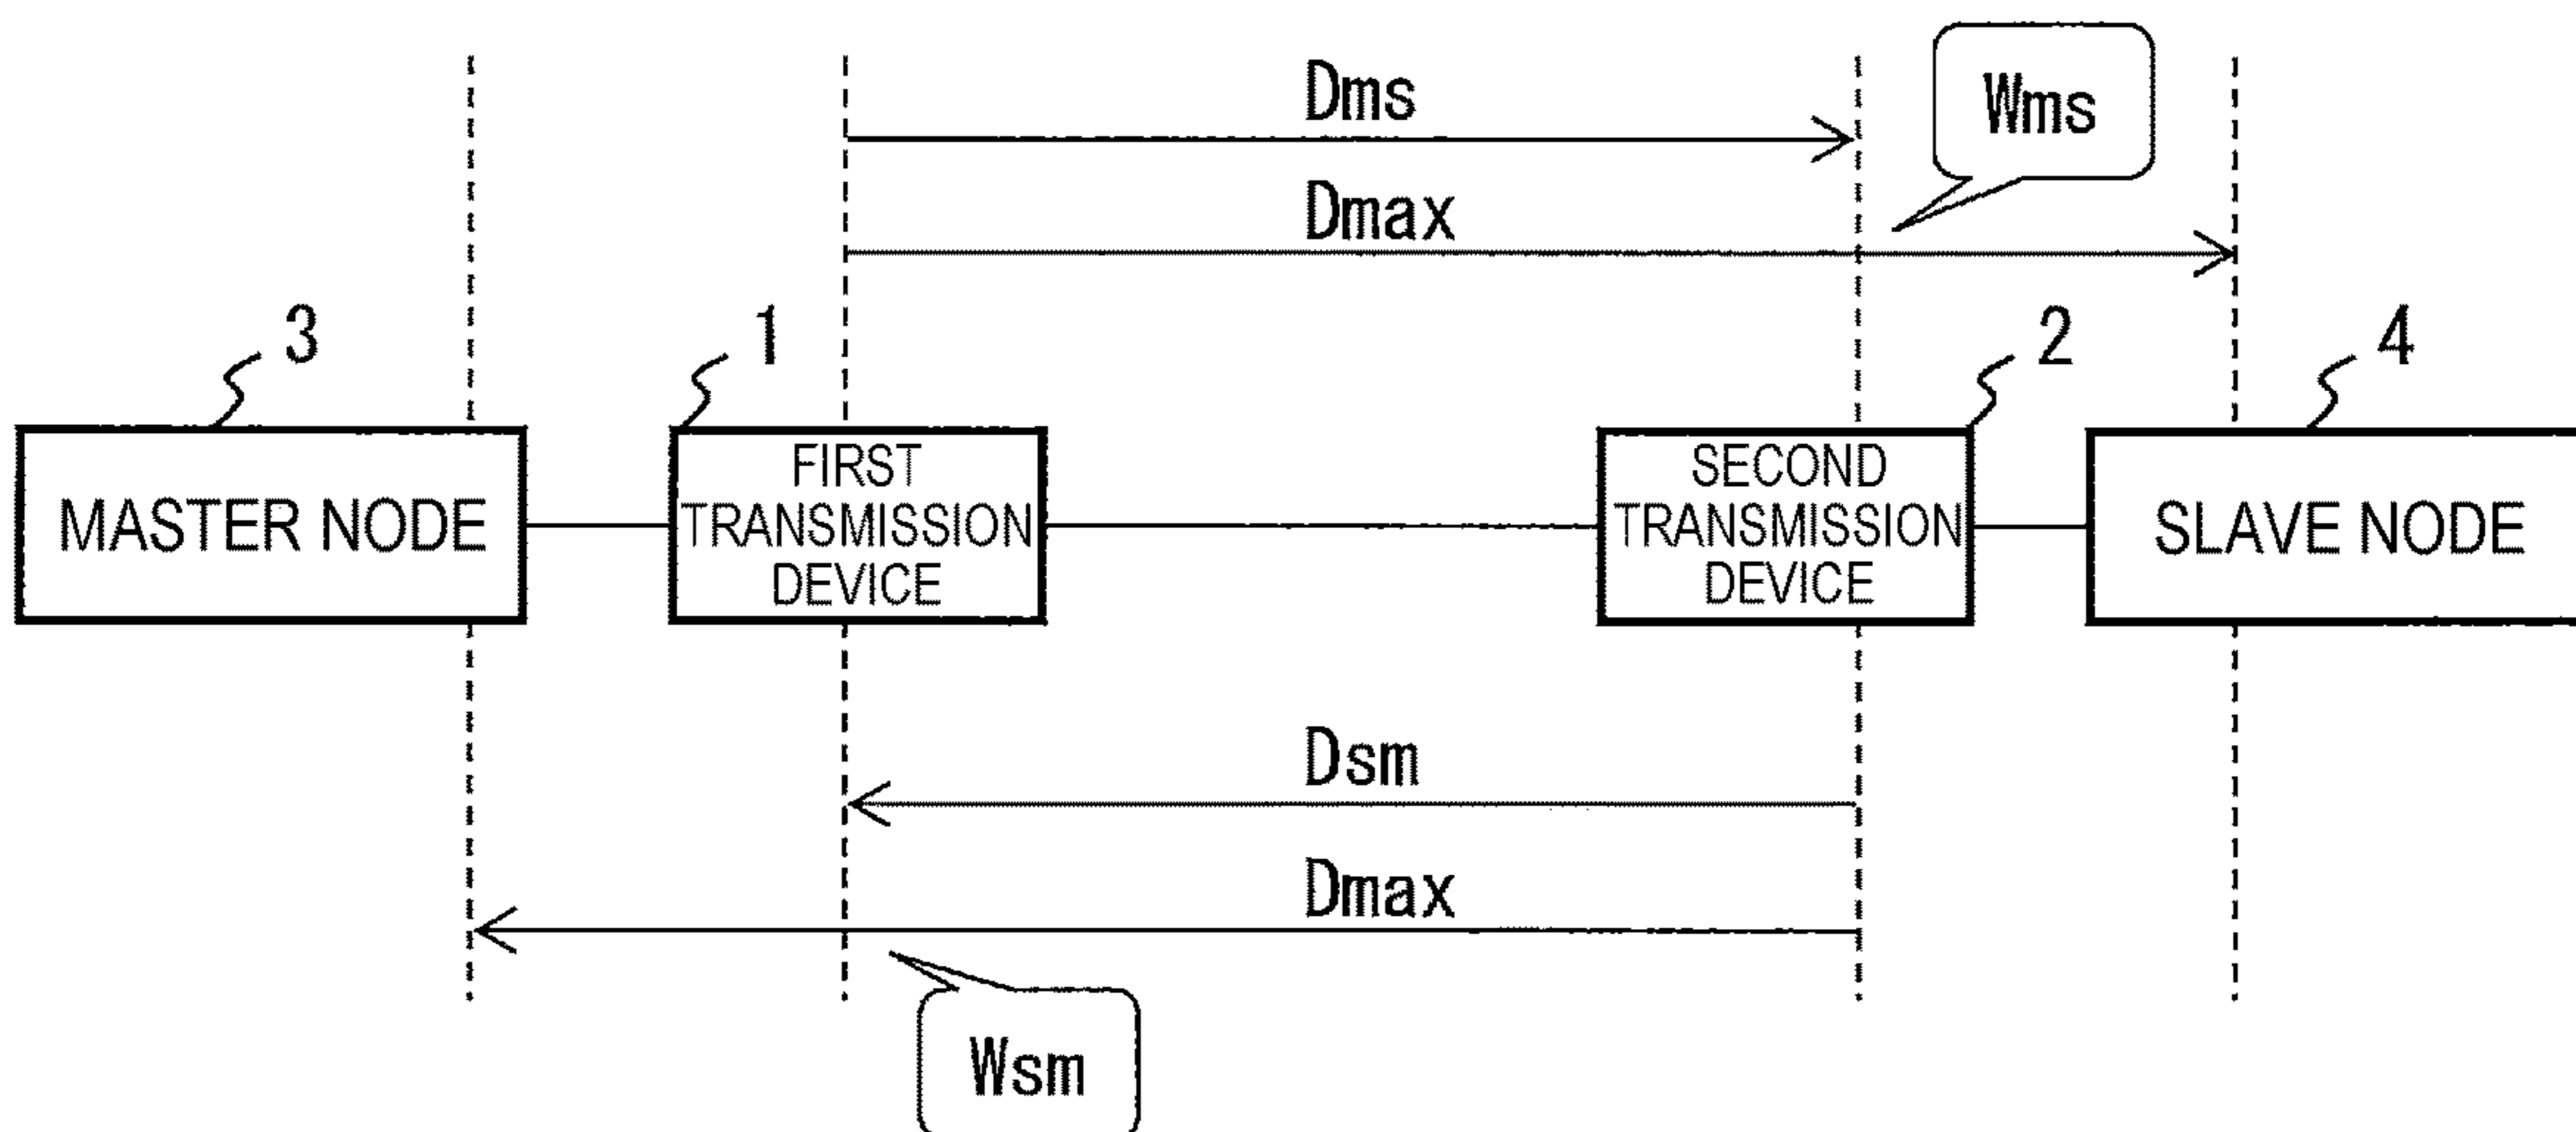 Dms
Wms
Dmax
3
1
2
4
MASTER NODE
FIRST
TRANSMISSION
DEVICE
SECOND
TRANSMISSION
DEVICE
SLAVE NODE
Dsm
Dmax
Wsm